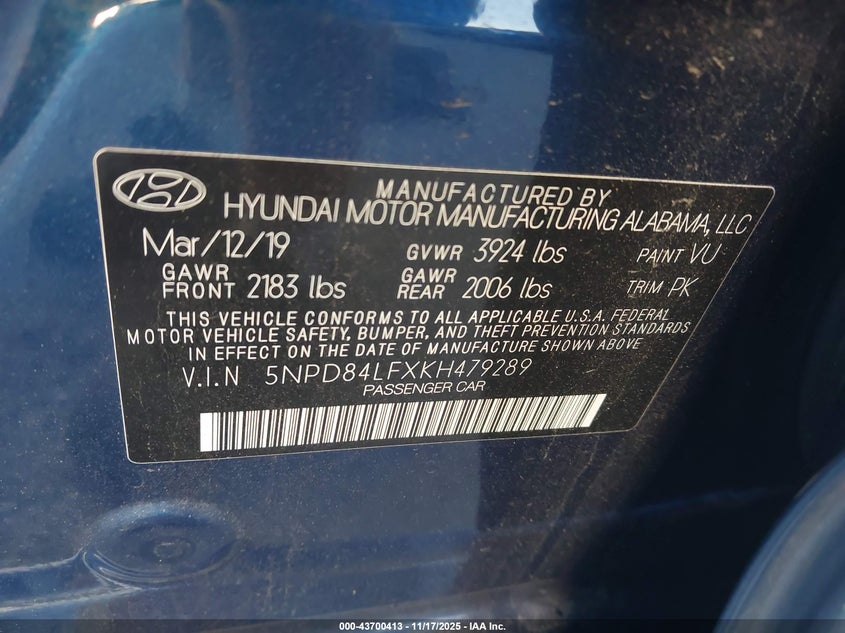 MANUFACTURED BY
HYUNDAI MOTOR MANUFACTURING ALABAMA, LLC
Mar/12/19 GVWR 3924 lbs PAINT VU
GAWR FRONT 2183 lbs GAWR REAR 2006 lbs TRIM PK
THIS VEHICLE CONFORMS TO ALL APPLICABLE U.S.A. FEDERAL
MOTOR VEHICLE SAFETY, BUMPER, AND THEFT PREVENTION STANDARDS
IN EFFECT ON THE DATE OF MANUFACTURE SHOWN ABOVE
V.I.N 5NPD84LFXKH479289
PASSENGER CAR
000-43700413 - 11/17/2025 - IAA Inc.